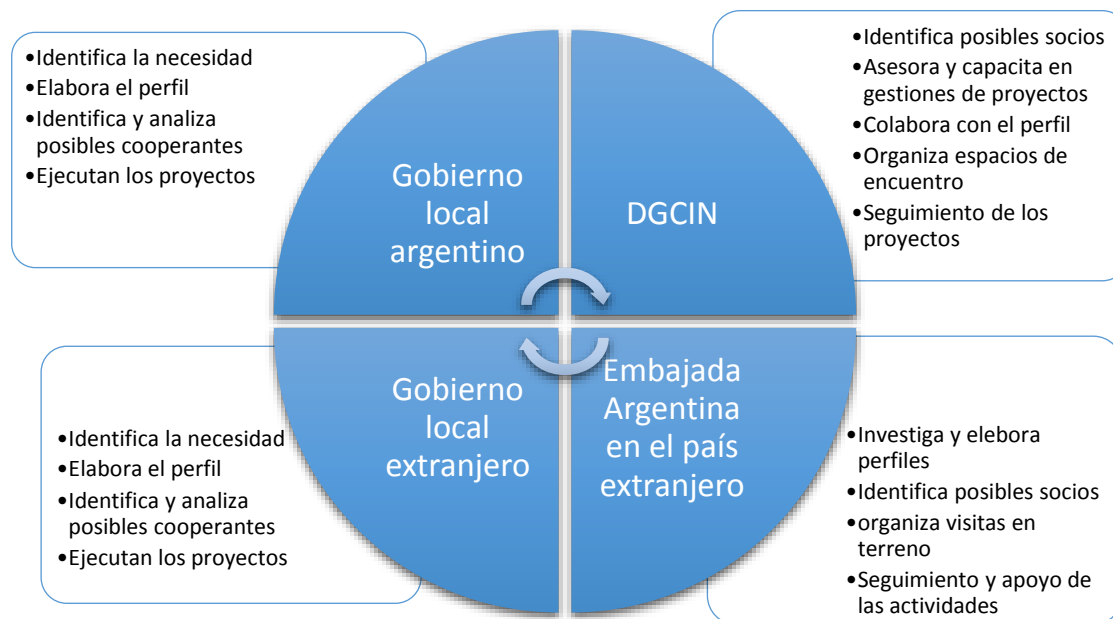 •Identifica la necesidad
•Elabora el perfil
•Identifica y analiza
posibles cooperantes
•Ejecutan los proyectos
Gobierno
local
argentino
•Identifica posibles socios
•Asesora y capacita en
gestiones de proyectos
•Colabora con el perfil
•Organiza espacios de
encuentro
•Seguimiento de los
proyectos
DGCIN
•Identifica la necesidad
•Elabora el perfil
•Identifica y analiza
posibles cooperantes
•Ejecutan los proyectos
Gobierno
local
extranjero
Embajada
Argentina
en el país
extranjero
•Investiga y elebora
perfiles
•Identifica posibles socios
•organiza visitas en
terreno
•Seguimiento y apoyo de
las actividades